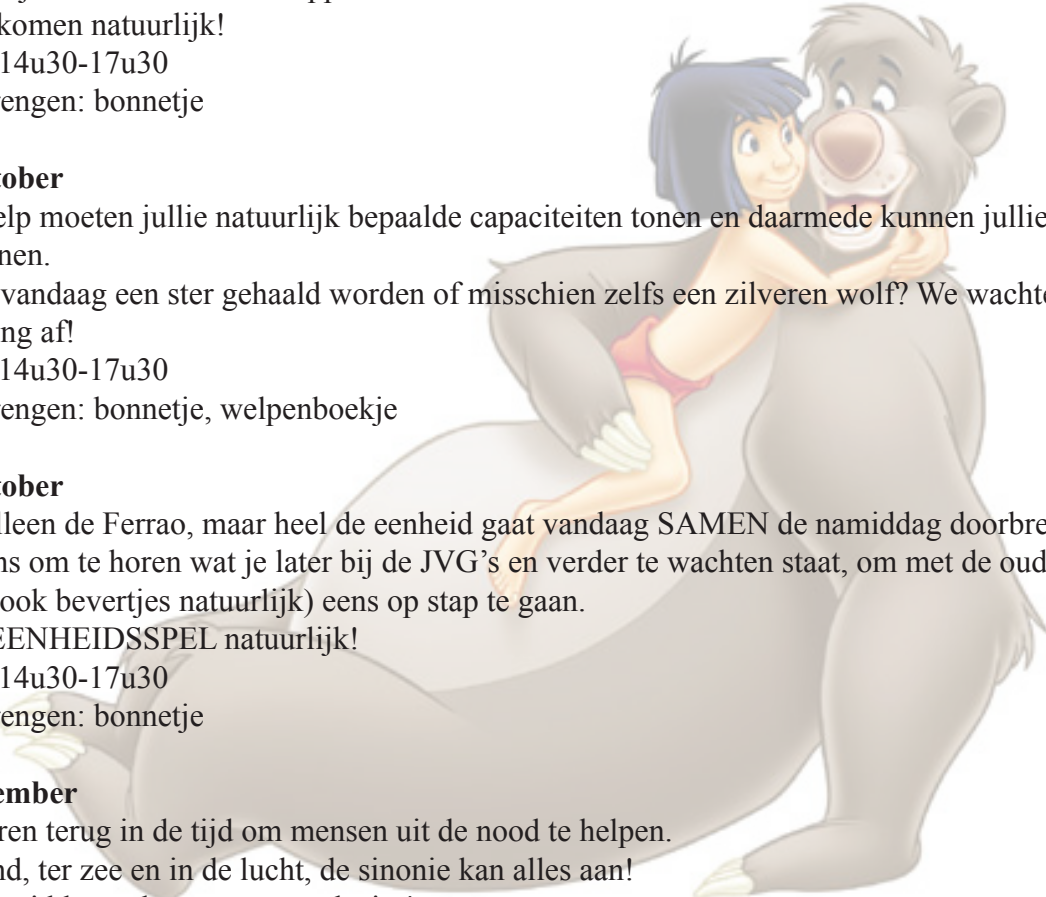 komen natuurlijk!
14u30-17u30
engen: bonnetje
ober
elp moeten jullie natuurlijk bepaalde capaciteiten tonen en daarmede kunnen jullie
nen.
vandaag een ster gehaald worden of misschien zelfs een zilveren wolf? We wachte
ng af!
14u30-17u30
engen: bonnetje, welpenboekje
ober
lleen de Ferrao, maar heel de eenheid gaat vandaag SAMEN de namiddag doorbre
ns om te horen wat je later bij de JVG’s en verder te wachten staat, om met de oud
ook bevertjes natuurlijk) eens op stap te gaan.
EENHEIDSSPEL natuurlijk!
14u30-17u30
engen: bonnetje
ember
ren terug in de tijd om mensen uit de nood te helpen.
nd, ter zee en in de lucht, de sinonie kan alles aan!